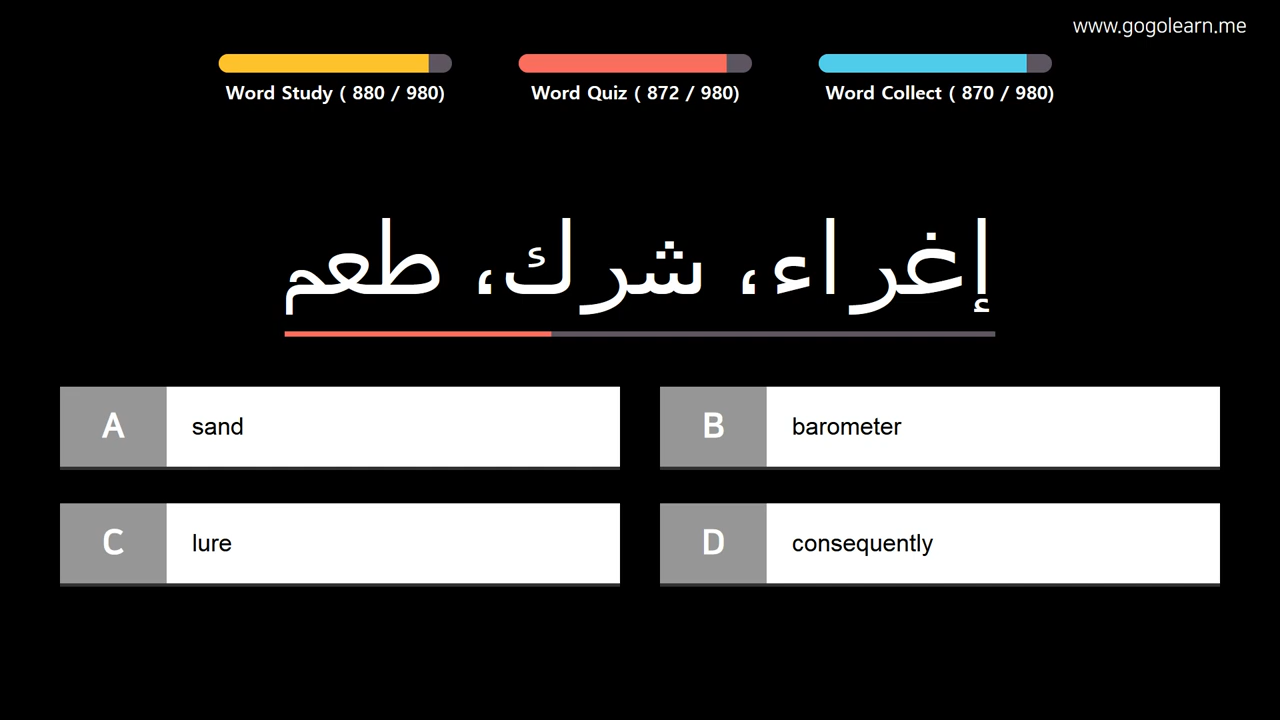 www.gogolearn.me
Word Study ( 880 / 980)
Word Quiz ( 872 / 980)
Word Collect ( 870 / 980)
إغراء، شرك، طعم
A sand
B barometer
C lure
D consequently